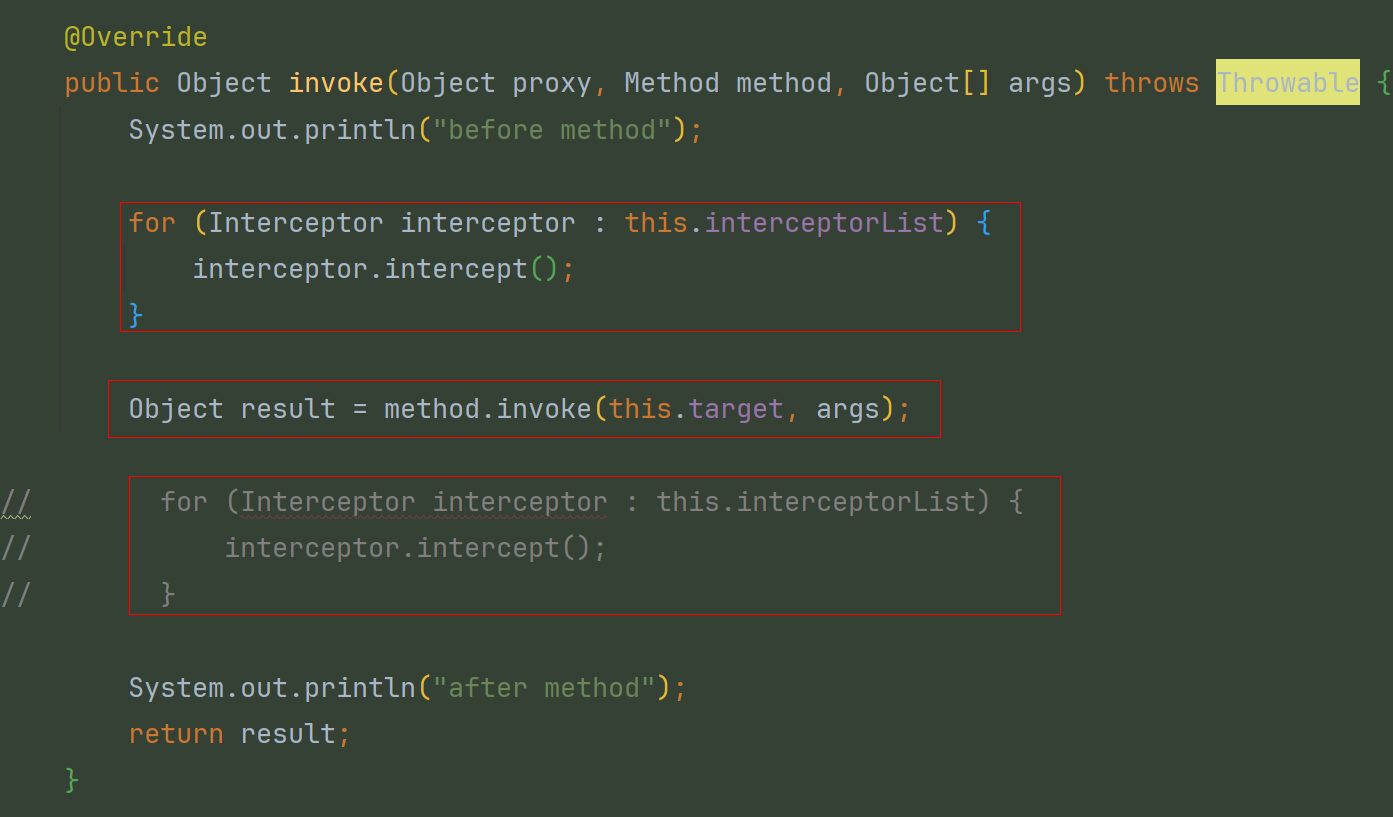 @Override
public Object invoke(Object proxy, Method method, Object[] args) throws Throwable {
System.out.println("before method");
for (Interceptor interceptor : this.interceptorList) {
interceptor.intercept();
}
Object result = method.invoke(this.target, args);
// for (Interceptor interceptor : this.interceptorList) {
// interceptor.intercept();
// }
System.out.println("after method");
return result;
}